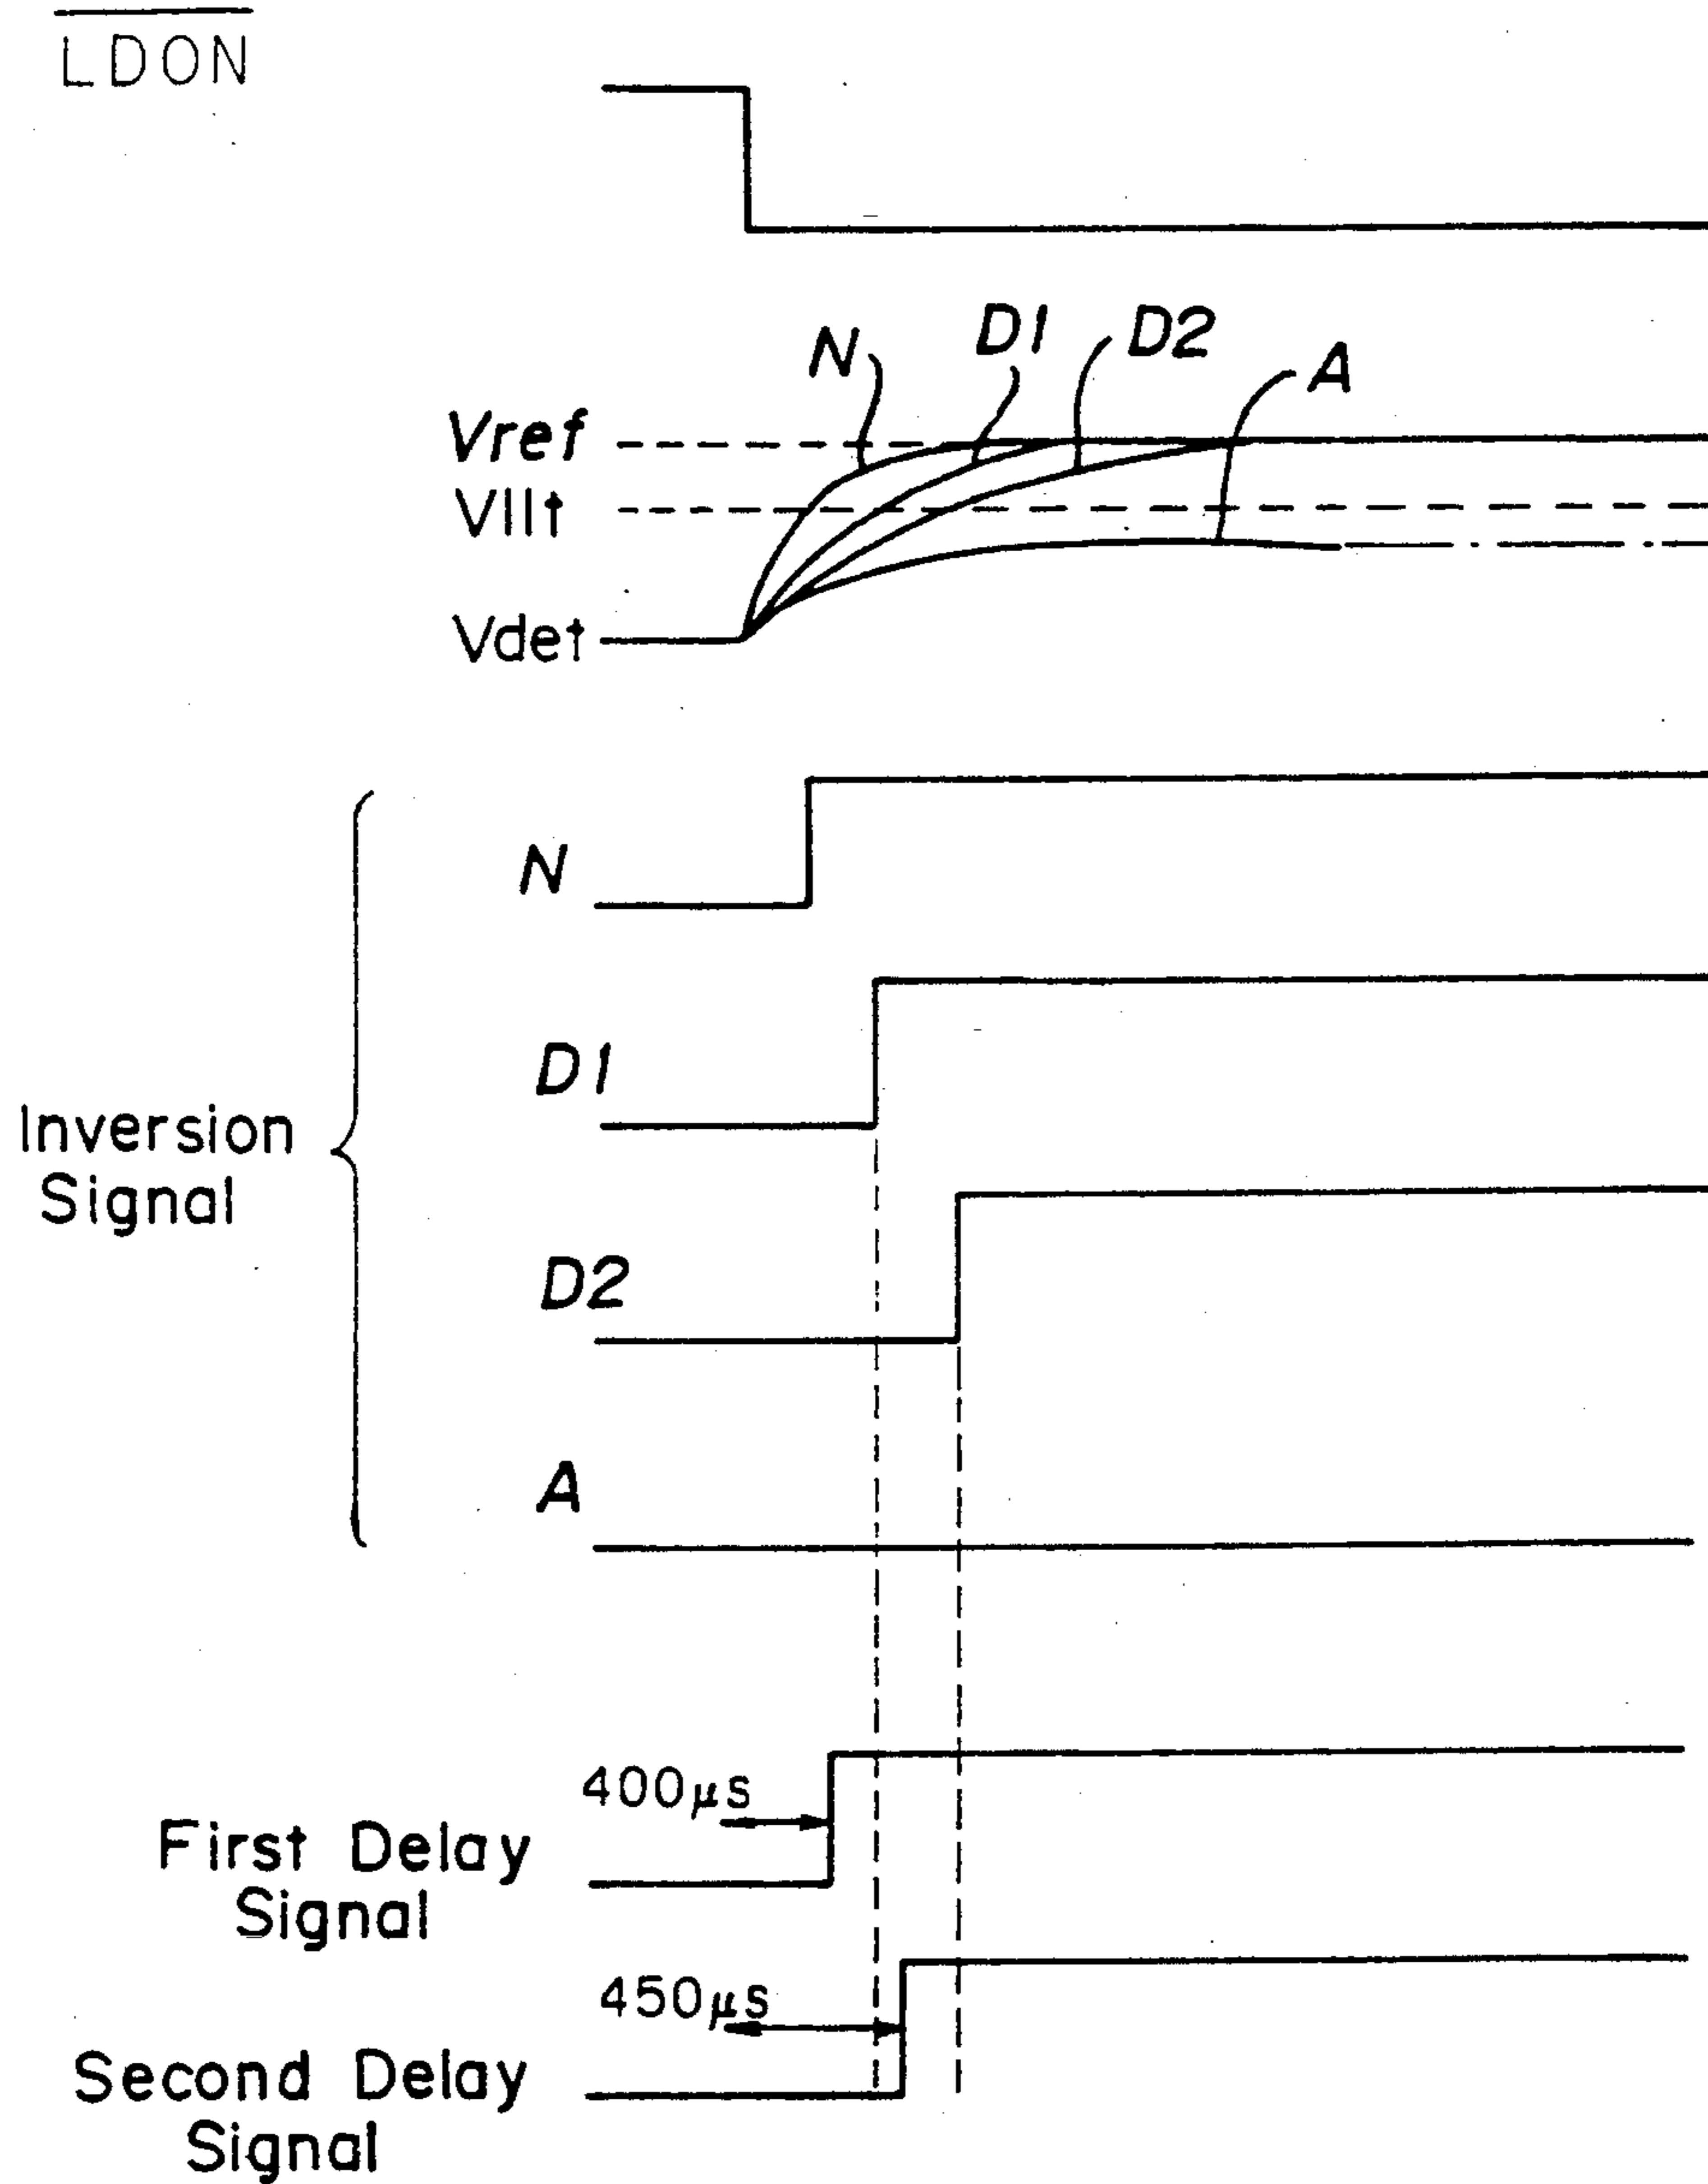 LDON
N D1 D2 A
Vref
Vllt
Vdet
N
D1
Inversion
Signal
D2
A
400μs
First Delay
Signal
450μs
Second Delay
Signal